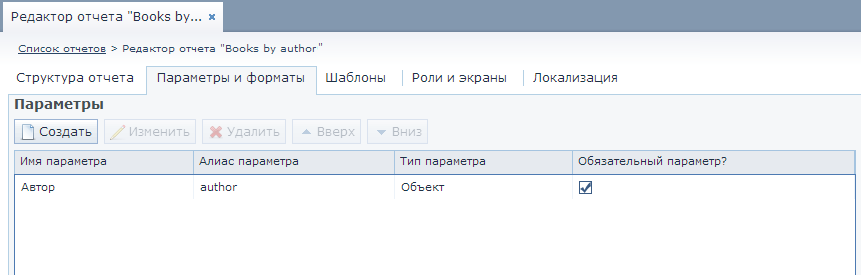 Редактор отчета "Books by... ×
Список отчетов > Редактор отчета "Books by author"
Структура отчета Параметры и форматы Шаблоны Роли и экраны Локализация
Параметры
Создать Изменить Удалить Вверх Вниз
Имя параметра Алиас параметра Тип параметра Обязательный параметр?
Автор author Объект